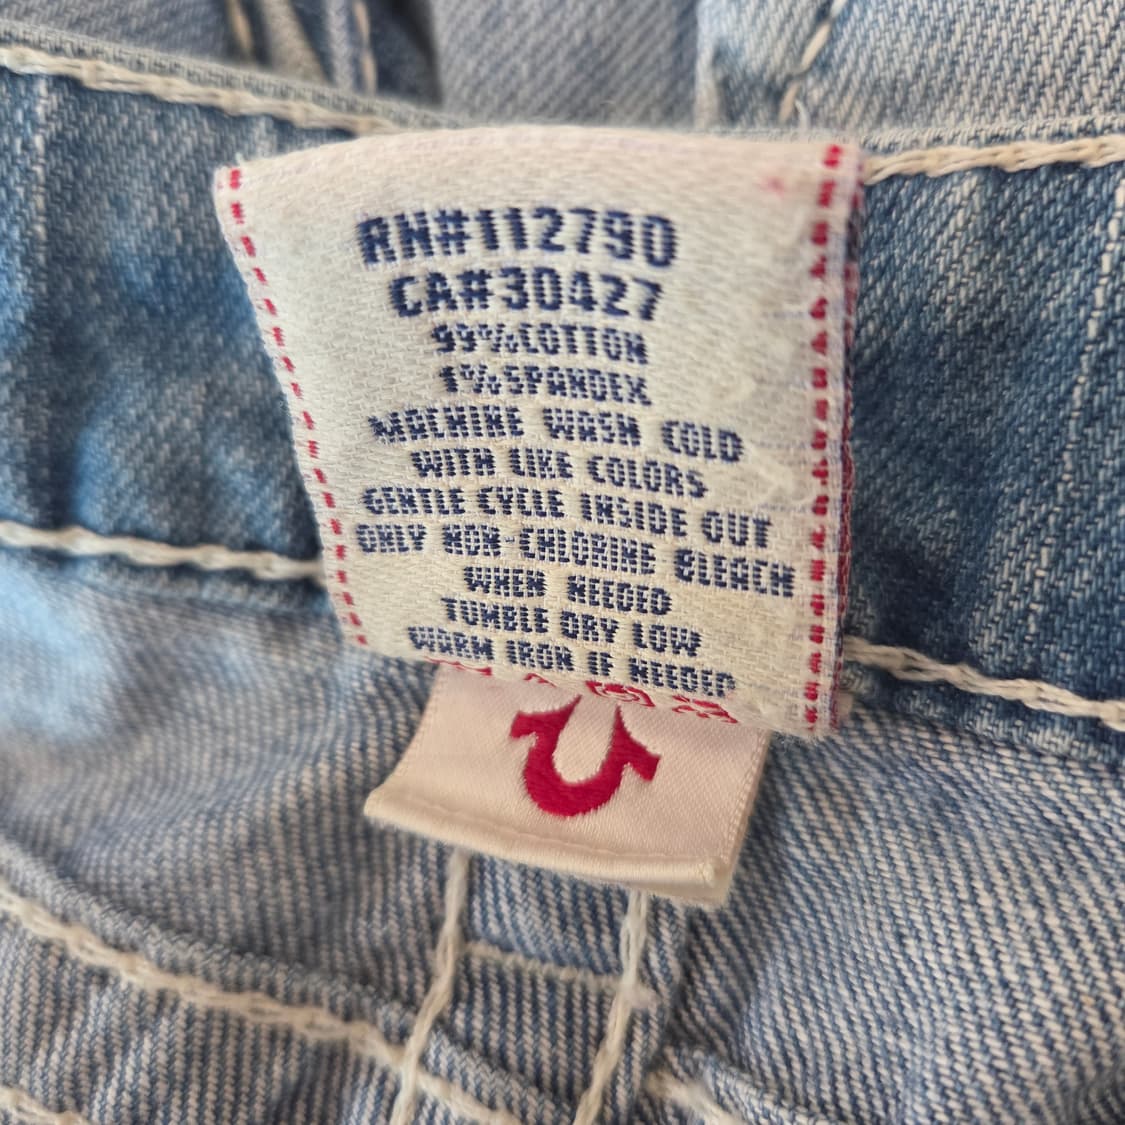 RN#112790
CA#30427
99%COTTON
1%SPANDEX
MACHINE WASH COLD
WITH LIKE COLORS
GENTLE CYCLE INSIDE OUT
ONLY NON-CHLORINE BLEACH
WHEN NEEDED
TUMBLE DRY LOW
WARM IRON IF NEEDED